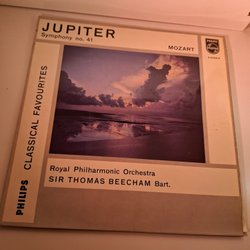 JUPITER
Symphony no. 41
MOZART
PHILIPS
PHILIPS CLASSICAL FAVOURITES
Royal Philharmonic Orchestra
SIR THOMAS BEECHAM Bart.